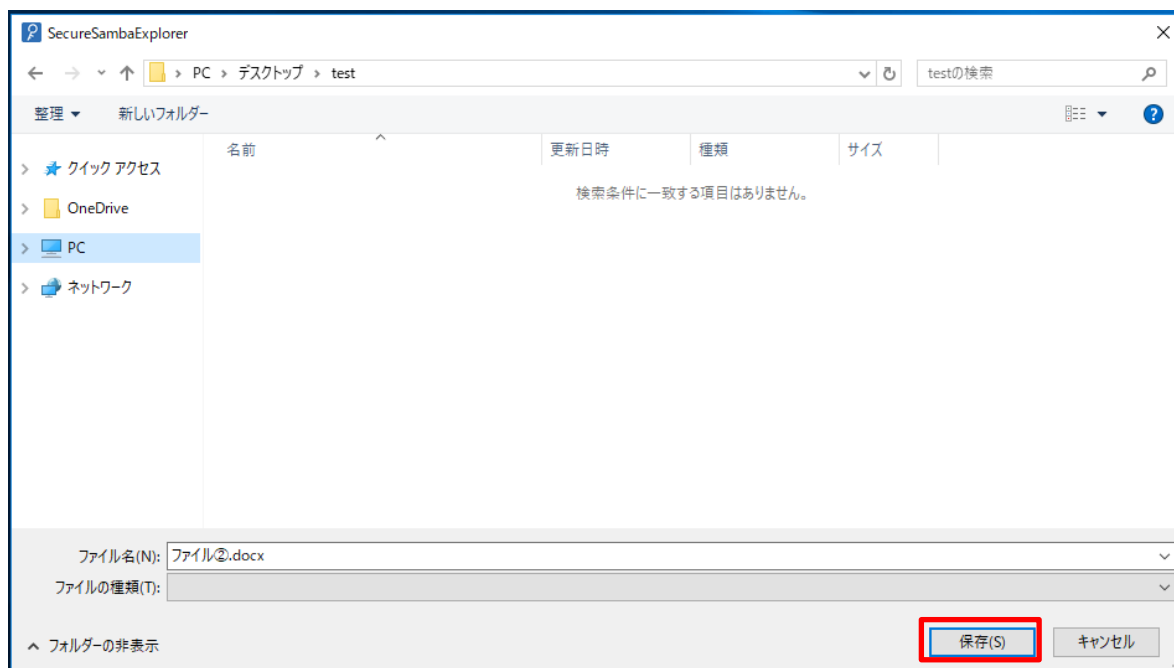 SecureSambaExplorer
PC › デスクトップ › test
testの検索
整理
新しいフォルダー
名前
更新日時
種類
サイズ
クイック アクセス
検索条件に一致する項目はありません。
OneDrive
PC
ネットワーク
ファイル名(N): ファイル②.docx
ファイルの種類(T):
フォルダーの非表示
保存(S)
キャンセル